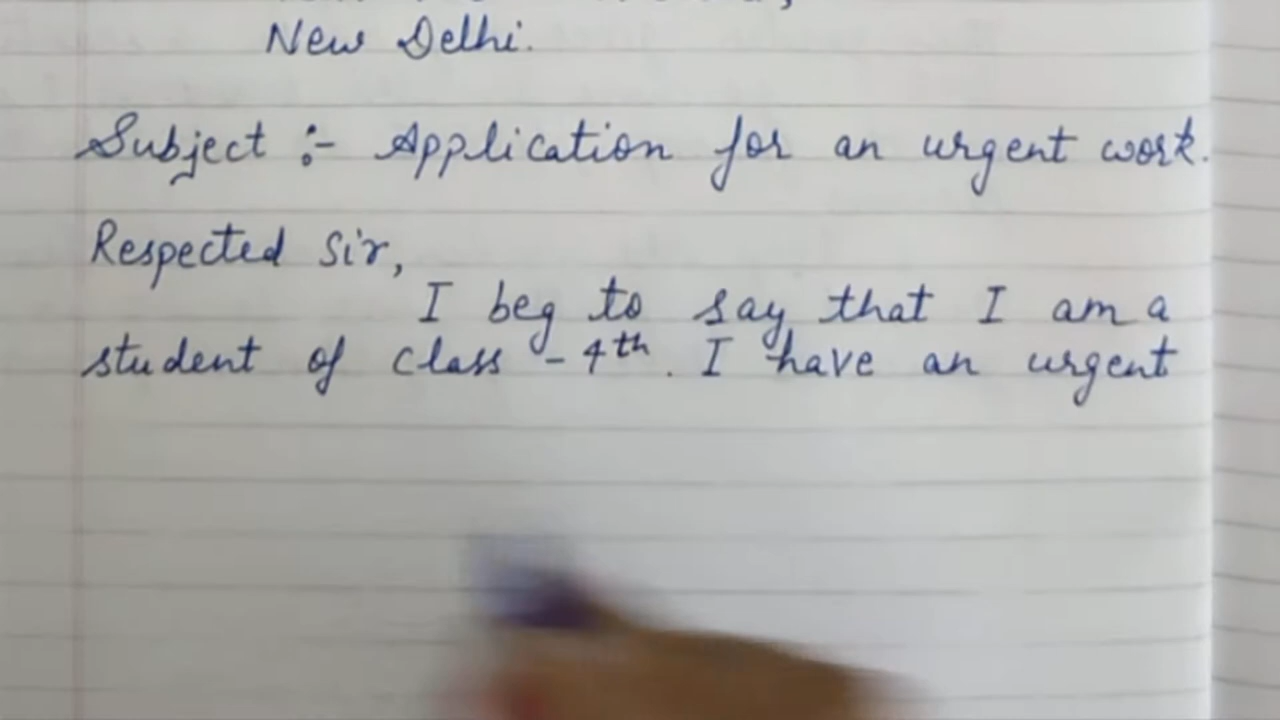 New Delhi.
Subject :- Application for an urgent work.
Respected Sir,
I beg to say that I am a
student of class - 4th. I have an urgent